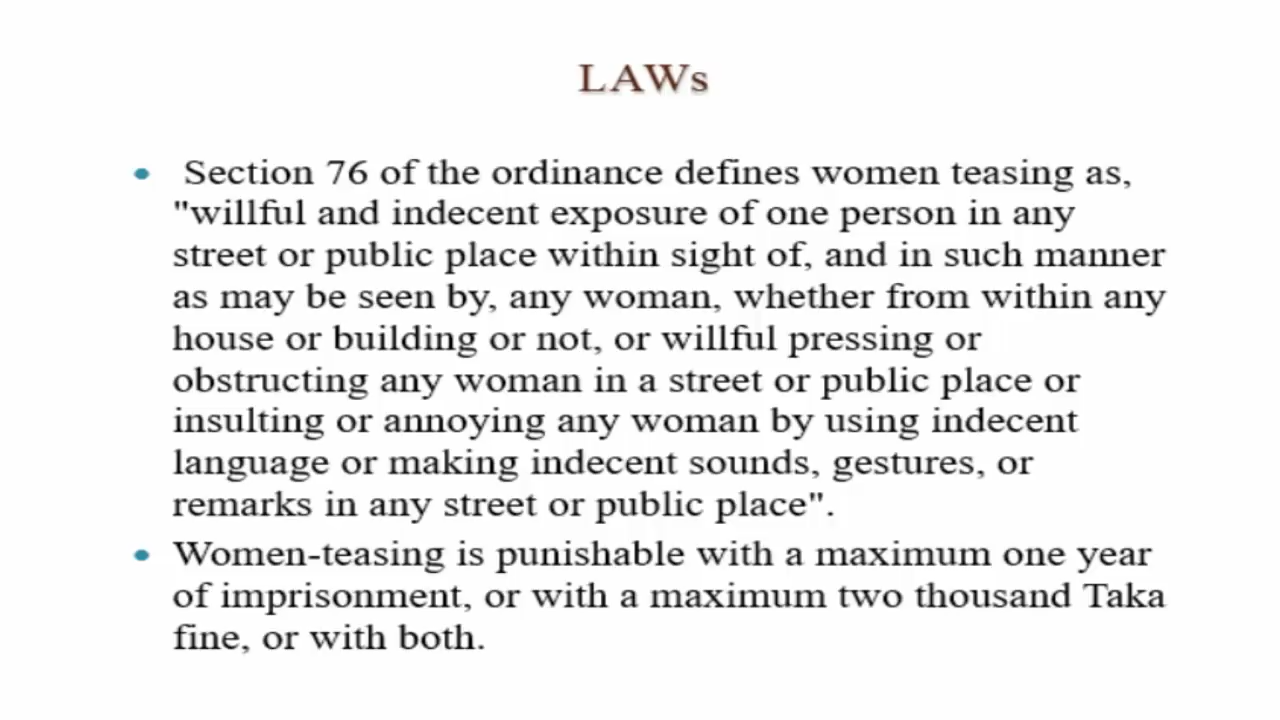 LAWs
• Section 76 of the ordinance defines women teasing as,
"willful and indecent exposure of one person in any
street or public place within sight of, and in such manner
as may be seen by, any woman, whether from within any
house or building or not, or willful pressing or
obstructing any woman in a street or public place or
insulting or annoying any woman by using indecent
language or making indecent sounds, gestures, or
remarks in any street or public place".
• Women-teasing is punishable with a maximum one year
of imprisonment, or with a maximum two thousand Taka
fine, or with both.